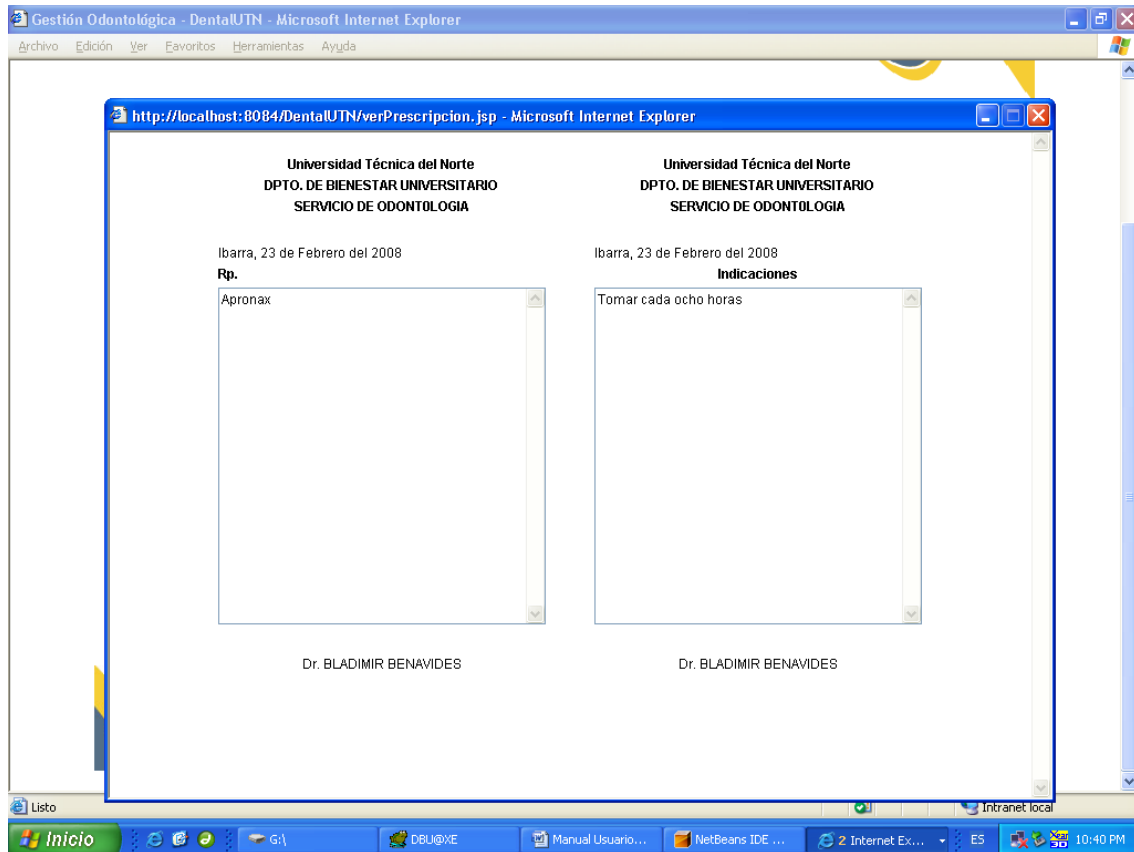 Gestión Odontológica - DentalUTN - Microsoft Internet Explorer
Archivo Edición Ver Favoritos Herramientas Ayuda
http://localhost:8084/DentalUTN/verPrescripcion.jsp - Microsoft Internet Explorer
Universidad Técnica del Norte
DPTO. DE BIENESTAR UNIVERSITARIO
SERVICIO DE ODONT0LOGIA
Ibarra, 23 de Febrero del 2008
Rp.
Apronax
Dr. BLADIMIR BENAVIDES
Universidad Técnica del Norte
DPTO. DE BIENESTAR UNIVERSITARIO
SERVICIO DE ODONT0LOGIA
Ibarra, 23 de Febrero del 2008
Indicaciones
Tomar cada ocho horas
Dr. BLADIMIR BENAVIDES
Listo
Intranet local
Inicio
G:\
DBU@XE
Manual Usuario...
NetBeans IDE ...
2 Internet Ex...
ES
10:40 PM